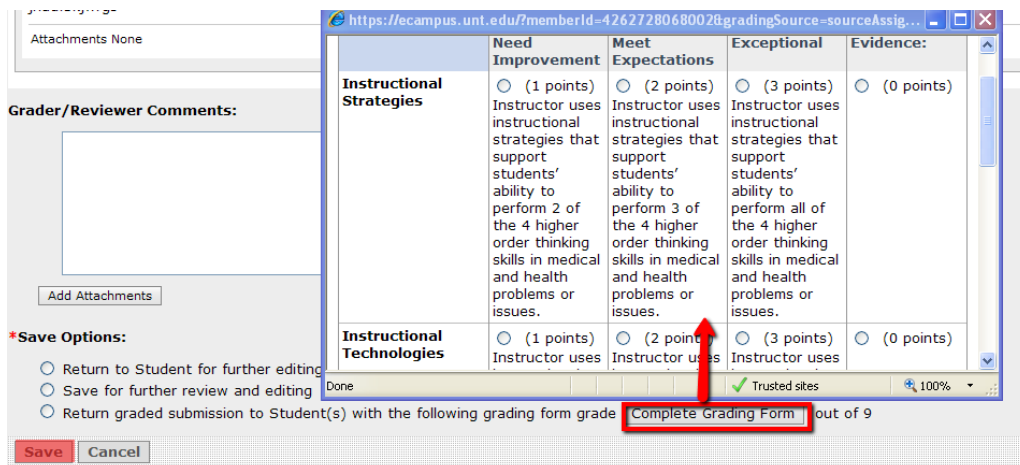 Attachments None
Grader/Reviewer Comments:
Add Attachments
*Save Options:
Return to Student for further editing
Save for further review and editing
Return graded submission to Student(s) with the following grading form grade Complete Grading Form out of 9
Save Cancel
https://ecampus.unt.edu/?memberId=4262728068002&gradingSource=sourceAssig...
Need Improvement
Meet Expectations
Exceptional
Evidence:
Instructional Strategies
(1 points)
Instructor uses
instructional
strategies that
support
students’
ability to
perform 2 of
the 4 higher
order thinking
skills in medical
and health
problems or
issues.
(2 points)
Instructor uses
instructional
strategies that
support
students’
ability to
perform 3 of
the 4 higher
order thinking
skills in medical
and health
problems or
issues.
(3 points)
Instructor uses
instructional
strategies that
support
students’
ability to
perform all of
the 4 higher
order thinking
skills in medical
and health
problems or
issues.
(0 points)
Instructional
Technologies
(1 points)
Instructor uses
(2 points)
Instructor uses
(3 points)
Instructor uses
(0 points)
Done
Trusted sites
100%